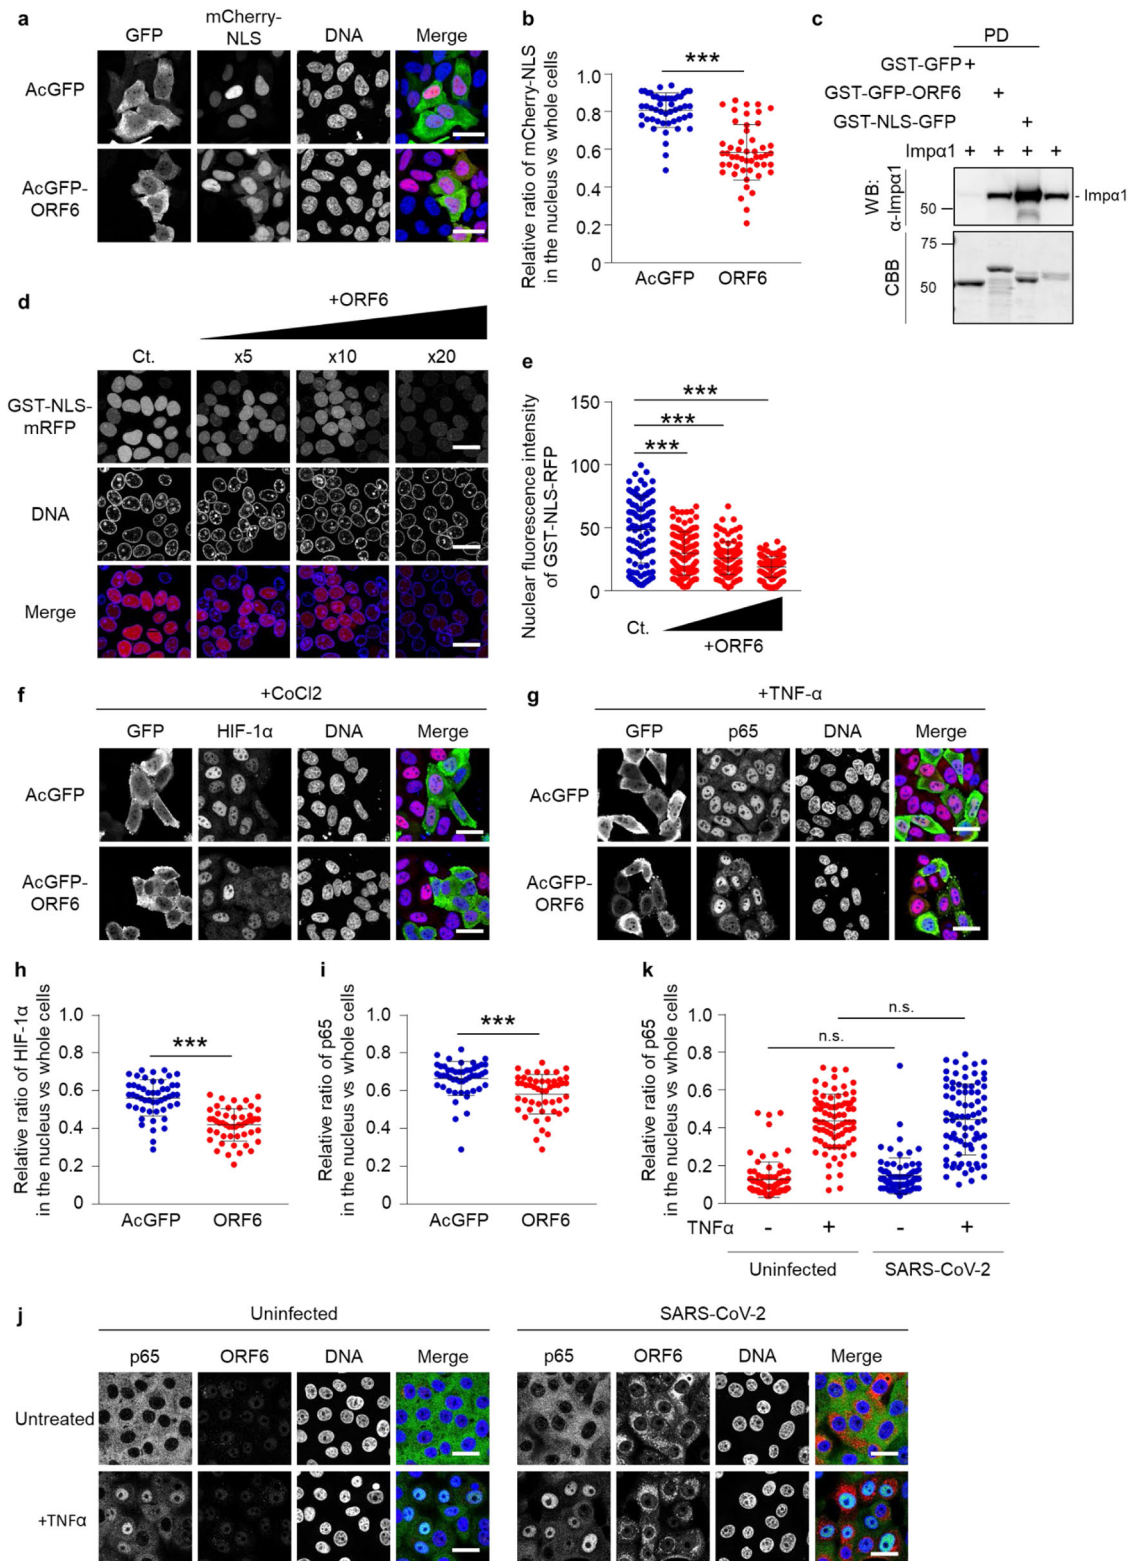 a
GFP
mCherry-
NLS
DNA
Merge
AcGFP
AcGFP-
ORF6
b
Relative ratio of mCherry-NLS
in the nucleus vs whole cells
***
1.0
0.8
0.6
0.4
0.2
0
AcGFP
ORF6
c
PD
GST-GFP +
GST-GFP-ORF6 +
GST-NLS-GFP +
Impα1 + + + +
WB:
α-Impα1
50
- Impα1
CBB
75
50
d
+ORF6
Ct.
x5
x10
x20
GST-NLS-
mRFP
DNA
Merge
e
Nuclear fluorescence intensity
of GST-NLS-RFP
150
100
50
0
***
***
***
Ct.
+ORF6
f
+CoCl2
GFP
HIF-1α
DNA
Merge
AcGFP
AcGFP-
ORF6
g
+TNF-α
GFP
p65
DNA
Merge
AcGFP
AcGFP-
ORF6
h
Relative ratio of HIF-1α
in the nucleus vs whole cells
1.0
0.8
0.6
0.4
0.2
0
***
AcGFP
ORF6
i
Relative ratio of p65
in the nucleus vs whole cells
1.0
0.8
0.6
0.4
0.2
0
***
AcGFP
ORF6
k
Relative ratio of p65
in the nucleus vs whole cells
1.0
0.8
0.6
0.4
0.2
0
n.s.
n.s.
TNFα - + - +
Uninfected
SARS-CoV-2
j
Uninfected
SARS-CoV-2
p65
ORF6
DNA
Merge
p65
ORF6
DNA
Merge
Untreated
+TNFα